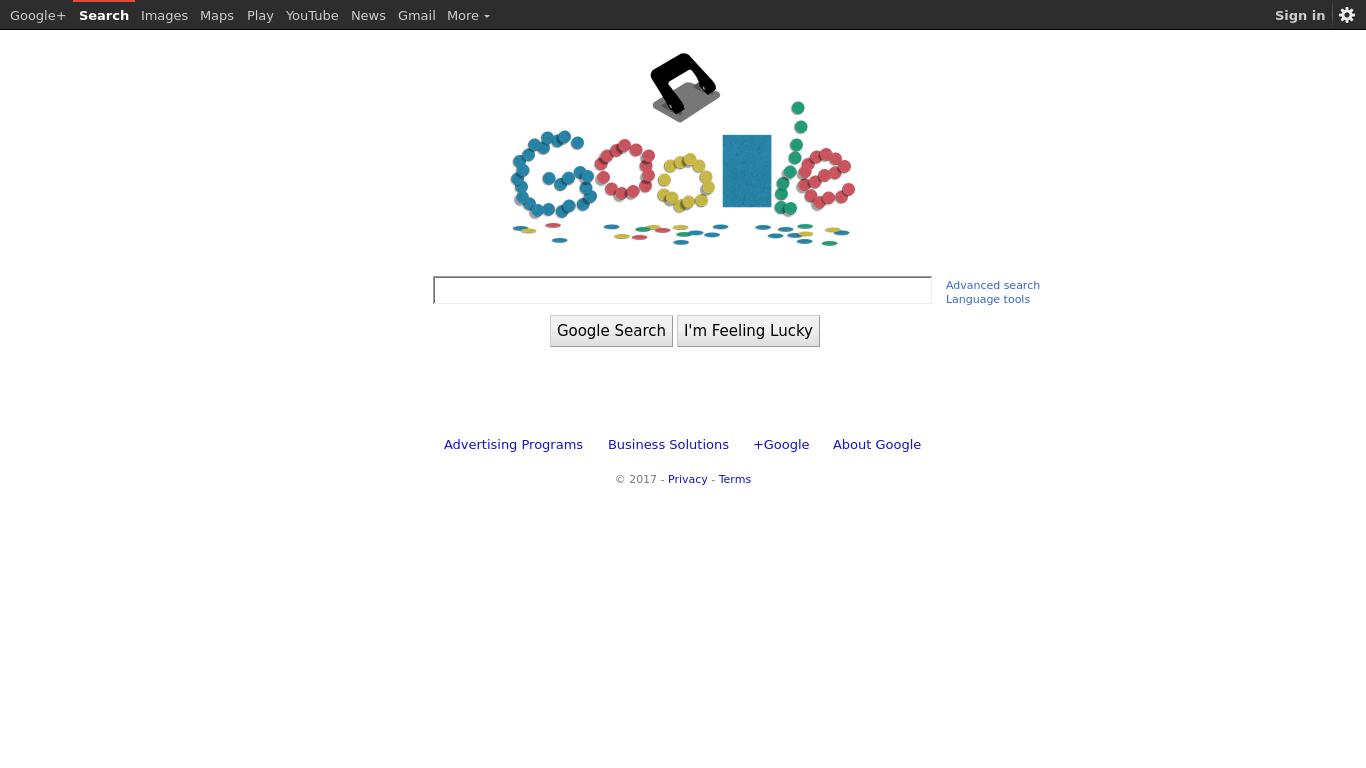 Google+ Search Images Maps Play YouTube News Gmail More Sign in
Advanced search
Language tools
Google Search I'm Feeling Lucky
Advertising Programs Business Solutions +Google About Google
© 2017 - Privacy - Terms